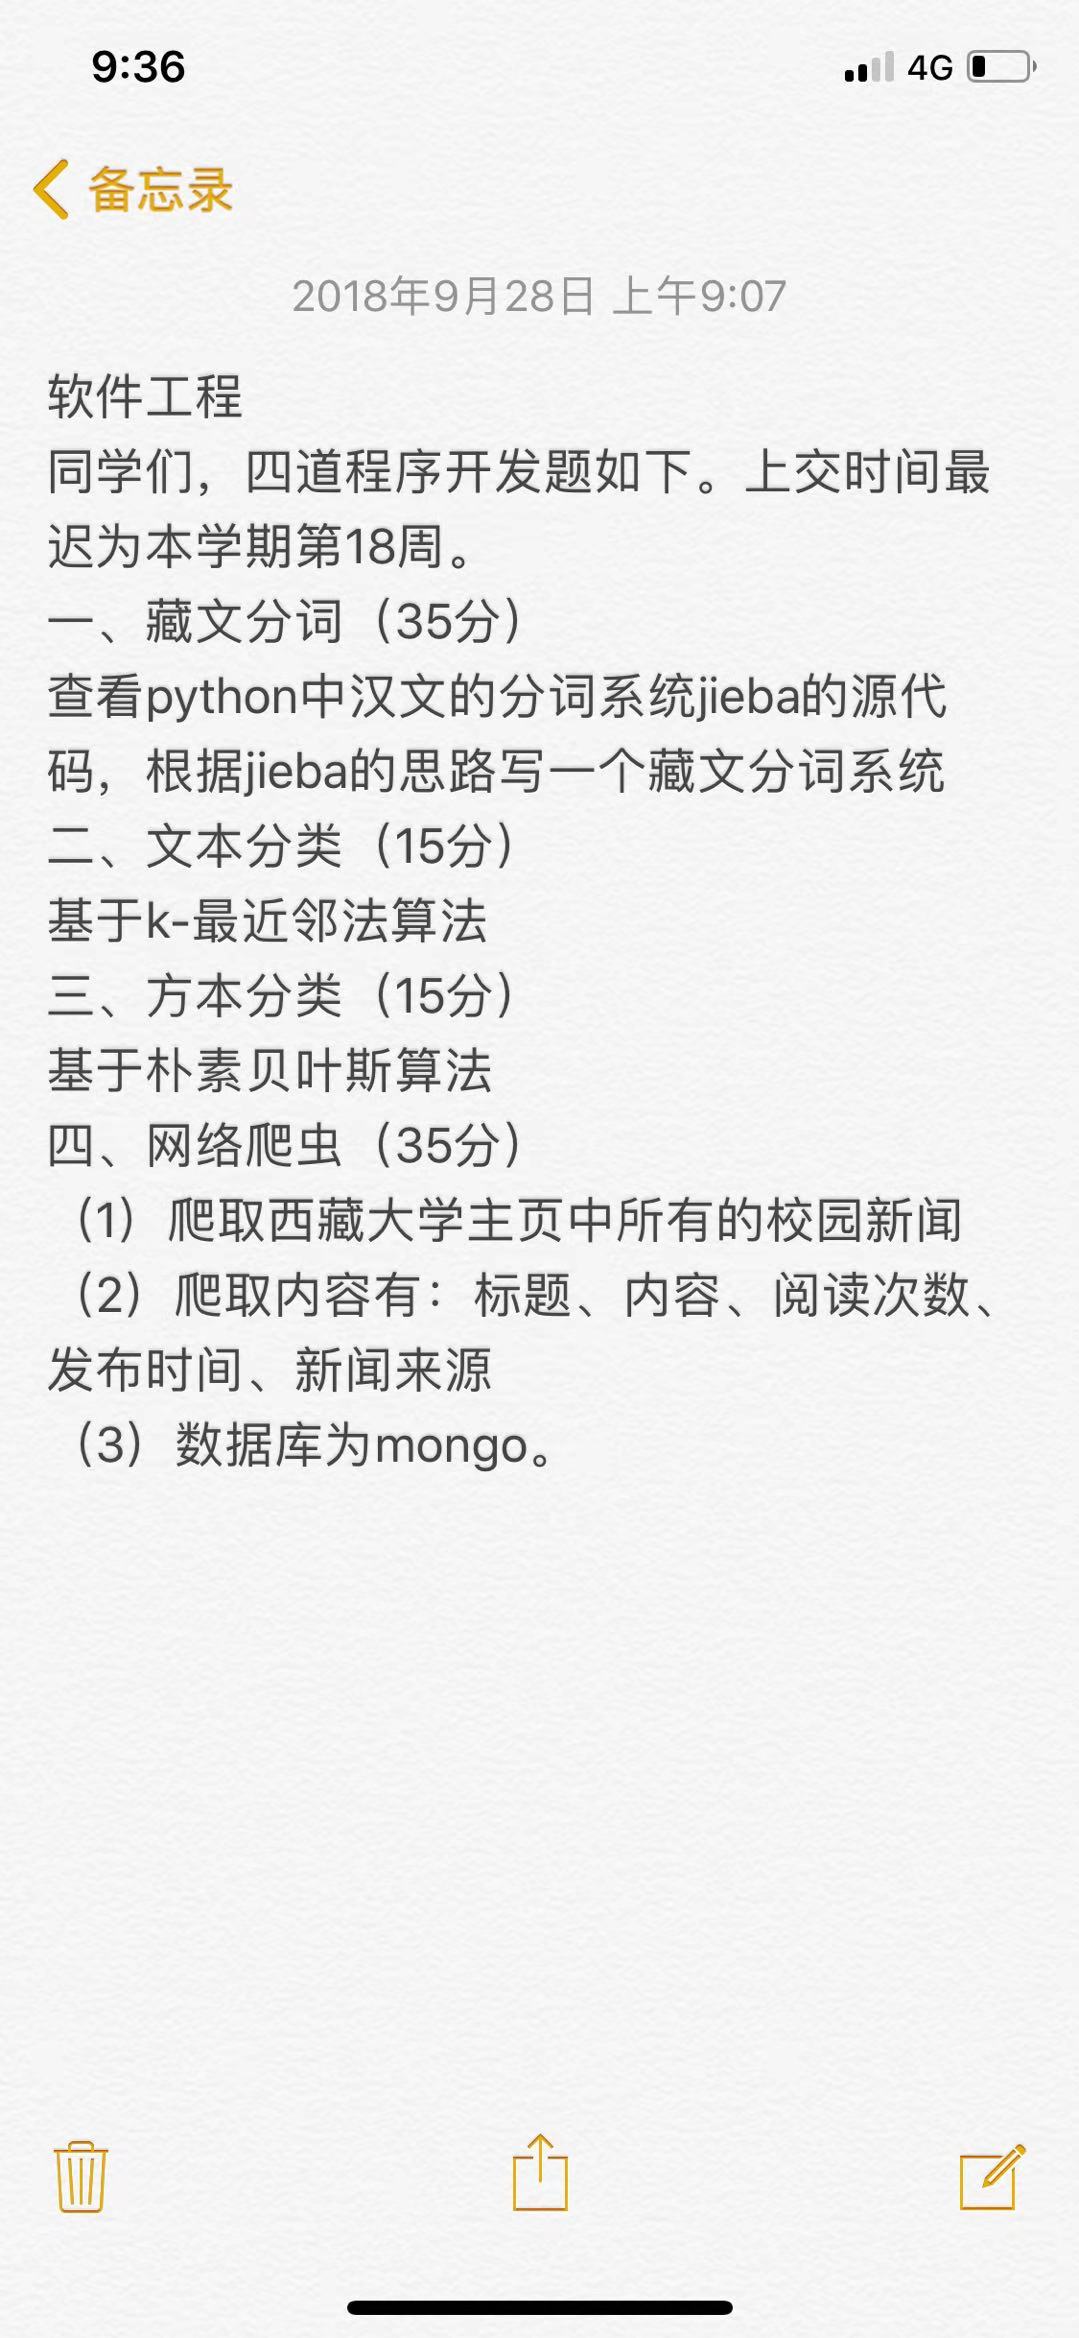 9:36
4G
备忘录
2018年9月28日 上午9:07
软件工程
同学们，四道程序开发题如下。上交时间最
迟为本学期第18周。
一、藏文分词（35分）
查看python中汉文的分词系统jieba的源代
码，根据jieba的思路写一个藏文分词系统
二、文本分类（15分）
基于k-最近邻法算法
三、方本分类（15分）
基于朴素贝叶斯算法
四、网络爬虫（35分）
（1）爬取西藏大学主页中所有的校园新闻
（2）爬取内容有：标题、内容、阅读次数、
发布时间、新闻来源
（3）数据库为mongo。